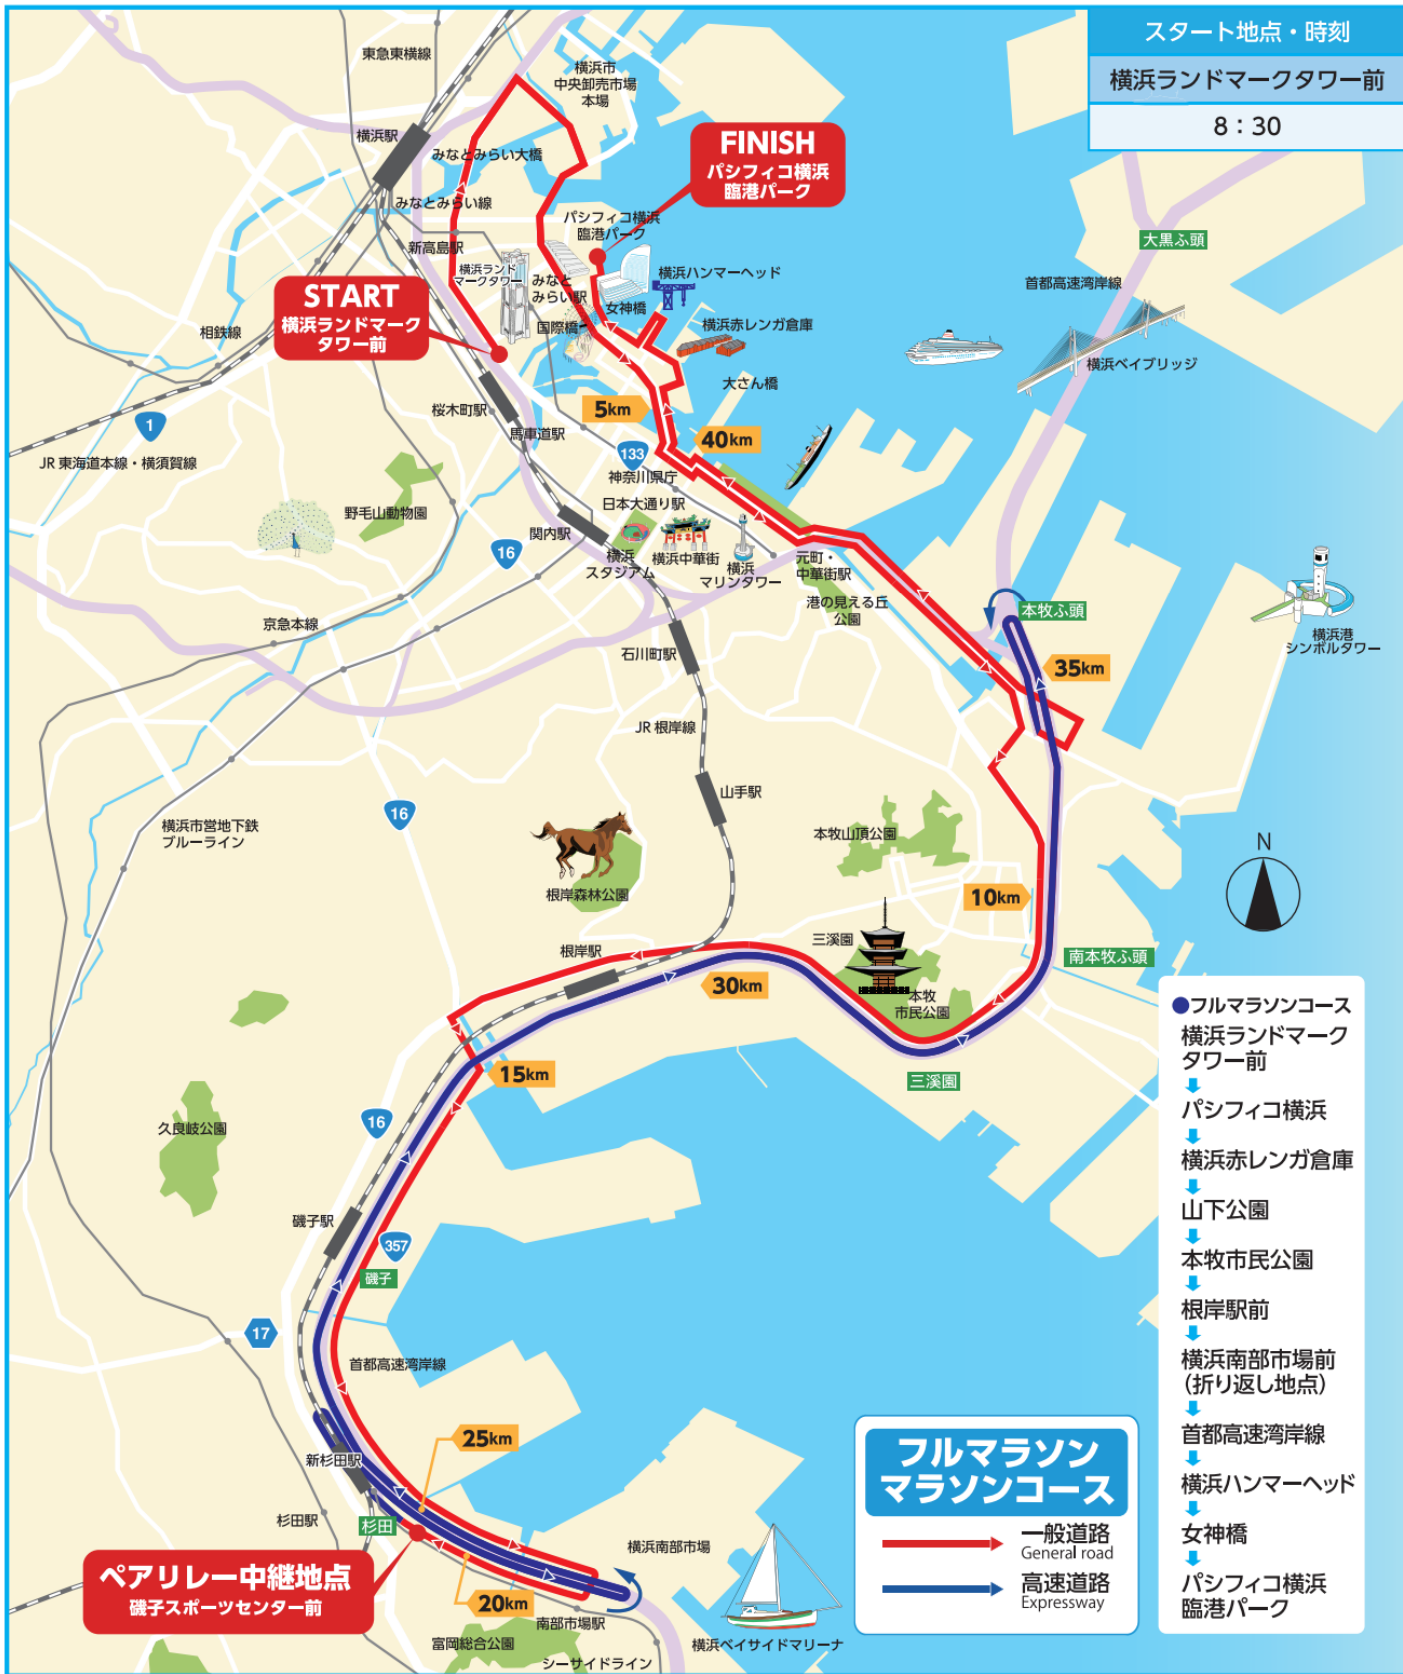 スタート地点・時刻
横浜ランドマークタワー前
8：30
東急東横線
横浜市
中央卸売市場
本場
横浜駅
みなとみらい大橋
FINISH
パシフィコ横浜
臨港パーク
みなとみらい線
新高島駅
パシフィコ横浜
臨港パーク
大黒ふ頭
横浜ランド
マークタワー
みなと
みらい駅
横浜ハンマーヘッド
首都高速湾岸線
START
横浜ランドマーク
タワー前
女神橋
国際橋
横浜赤レンガ倉庫
相鉄線
大さん橋
横浜ベイブリッジ
5km
桜木町駅
1
馬車道駅
40km
133
JR 東海道本線・横須賀線
神奈川県庁
野毛山動物園
日本大通り駅
関内駅
16
横浜
スタジアム
横浜中華街
横浜
マリンタワー
元町・
中華街駅
港の見える丘
公園
本牧ふ頭
京急本線
横浜港
シンボルタワー
石川町駅
35km
JR 根岸線
山手駅
16
横浜市営地下鉄
ブルーライン
本牧山頂公園
N
根岸森林公園
10km
三溪園
根岸駅
南本牧ふ頭
30km
本牧
市民公園
15km
三溪園
16
久良岐公園
磯子駅
357
磯子
17
首都高速湾岸線
25km
新杉田駅
杉田駅
杉田
ペアリレー中継地点
磯子スポーツセンター前
横浜南部市場
20km
南部市場駅
富岡総合公園
シーサイドライン
横浜ベイサイドマリーナ
フルマラソン
マラソンコース
一般道路
General road
高速道路
Expressway
●フルマラソンコース
横浜ランドマーク
タワー前
パシフィコ横浜
横浜赤レンガ倉庫
山下公園
本牧市民公園
根岸駅前
横浜南部市場前
（折り返し地点）
首都高速湾岸線
横浜ハンマーヘッド
女神橋
パシフィコ横浜
臨港パーク